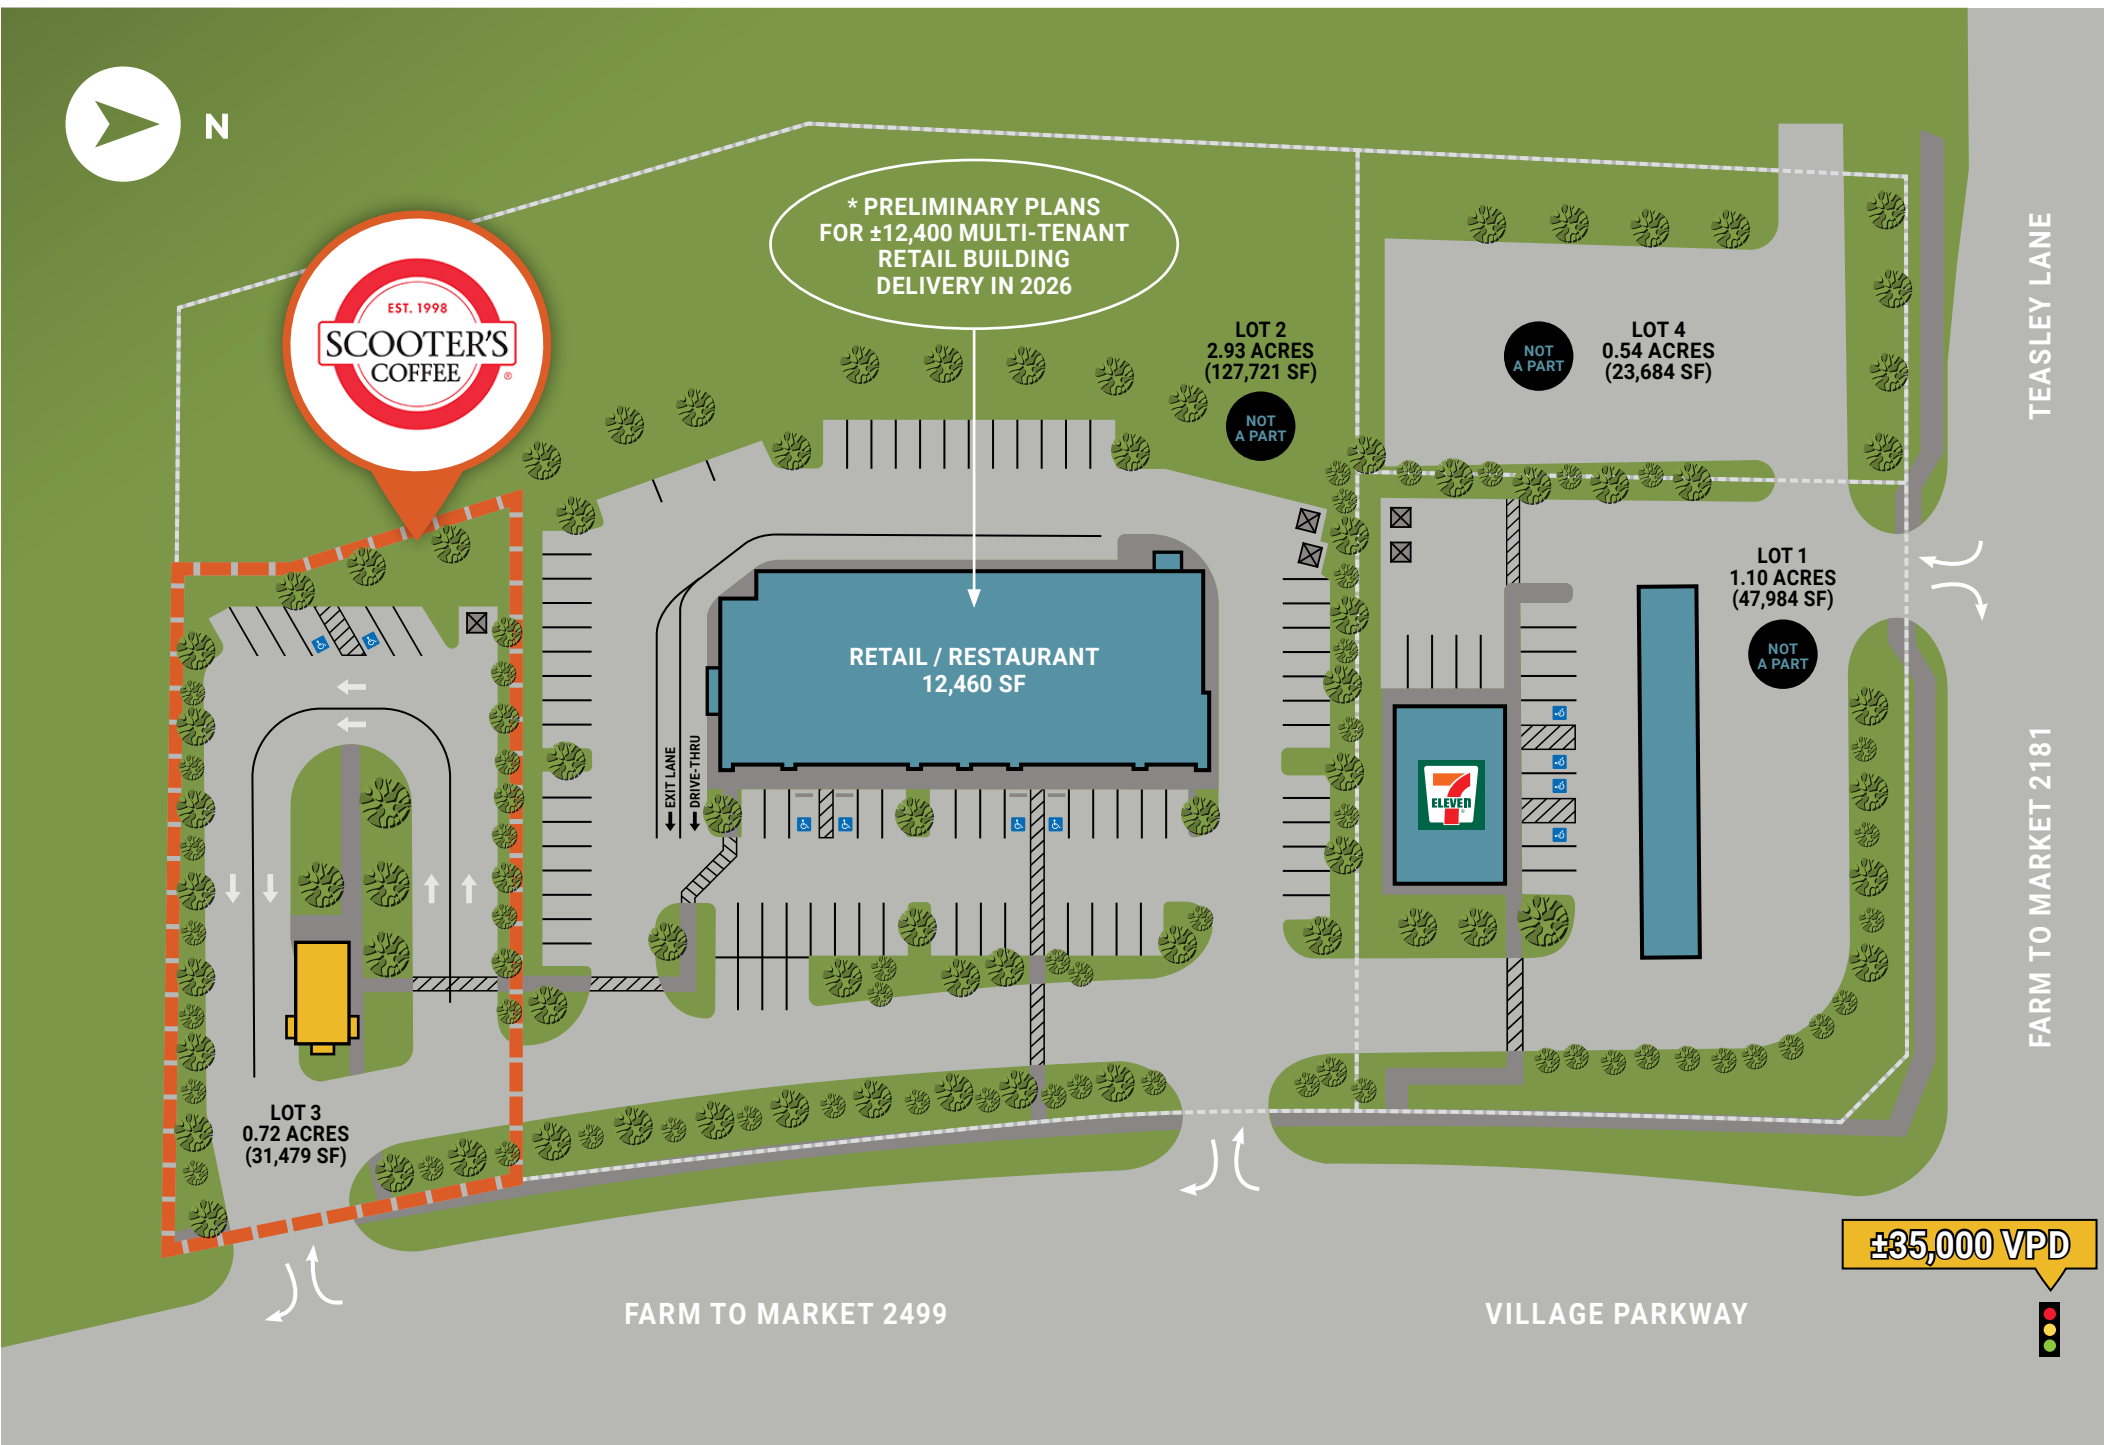 N
EST. 1998
SCOOTER'S
COFFEE
®
* PRELIMINARY PLANS
FOR ±12,400 MULTI-TENANT
RETAIL BUILDING
DELIVERY IN 2026
LOT 2
2.93 ACRES
(127,721 SF)
NOT
A PART
NOT
A PART
LOT 4
0.54 ACRES
(23,684 SF)
TEASLEY LANE
LOT 1
1.10 ACRES
(47,984 SF)
NOT
A PART
RETAIL / RESTAURANT
12,460 SF
EXIT LANE
DRIVE-THRU
7
ELEVEN
FARM TO MARKET 2181
LOT 3
0.72 ACRES
(31,479 SF)
±35,000 VPD
FARM TO MARKET 2499
VILLAGE PARKWAY